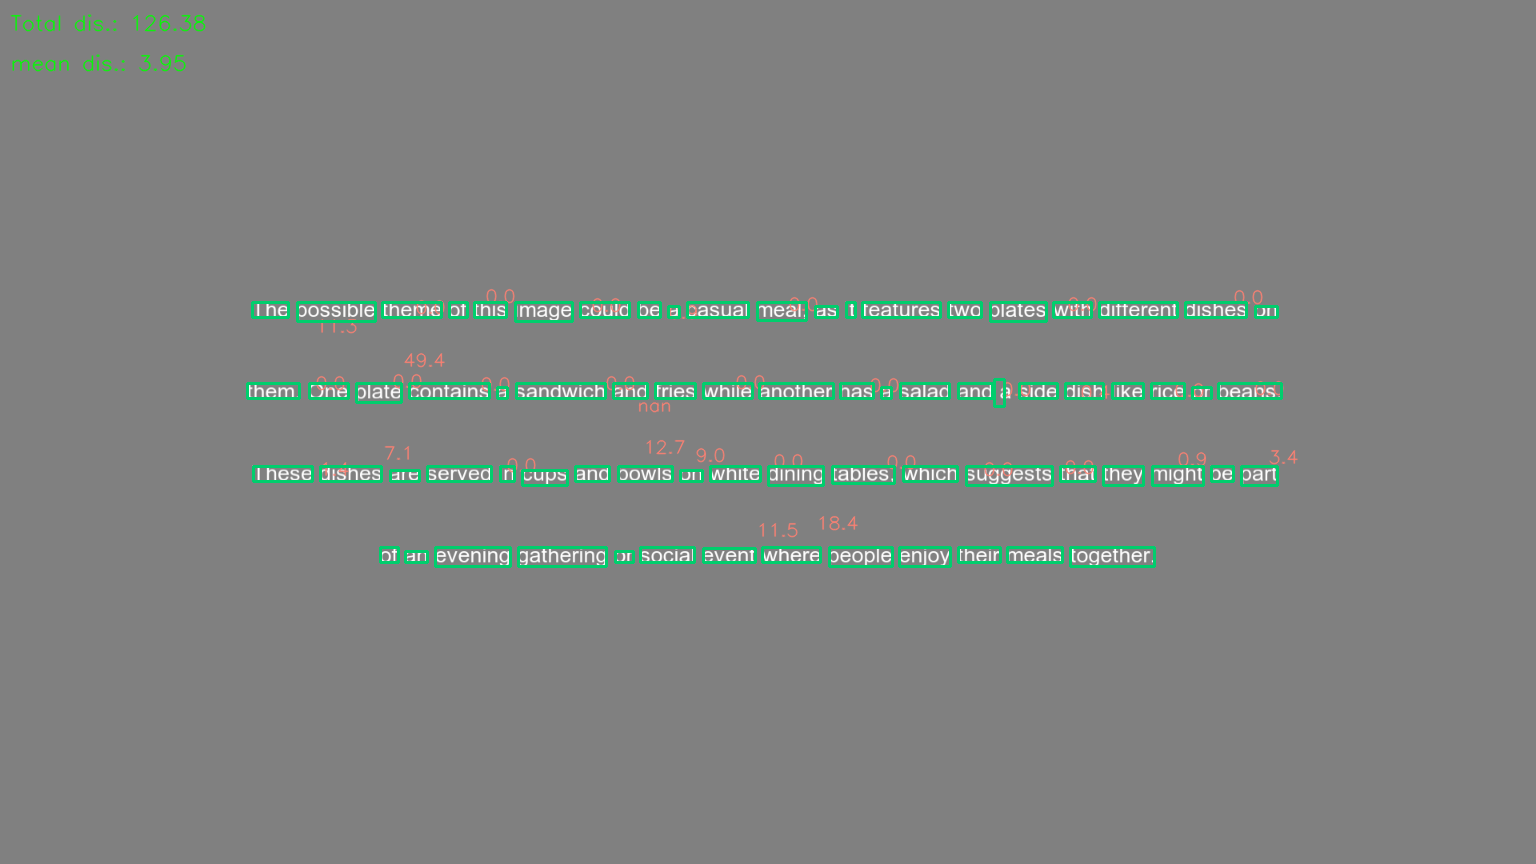 Total dis.: 126.38
mean dis.: 3.95
The possible theme of this image could be a casual meal, as it features two plates with different dishes on
0.0 0.0 0.0
11.3
49.4
them. One plate contains a sandwich and fries while another has a salad and a side dish like rice or beans.
0.0 0.0 0.0 0.0 0.0 0.0
nan
7.1 12.7 9.0 0.0 0.0 0.9 3.4
These dishes are served in cups and bowls on white dining tables, which suggests that they might be part
0.0
11.5 18.4
of an evening gathering or social event where people enjoy their meals together.